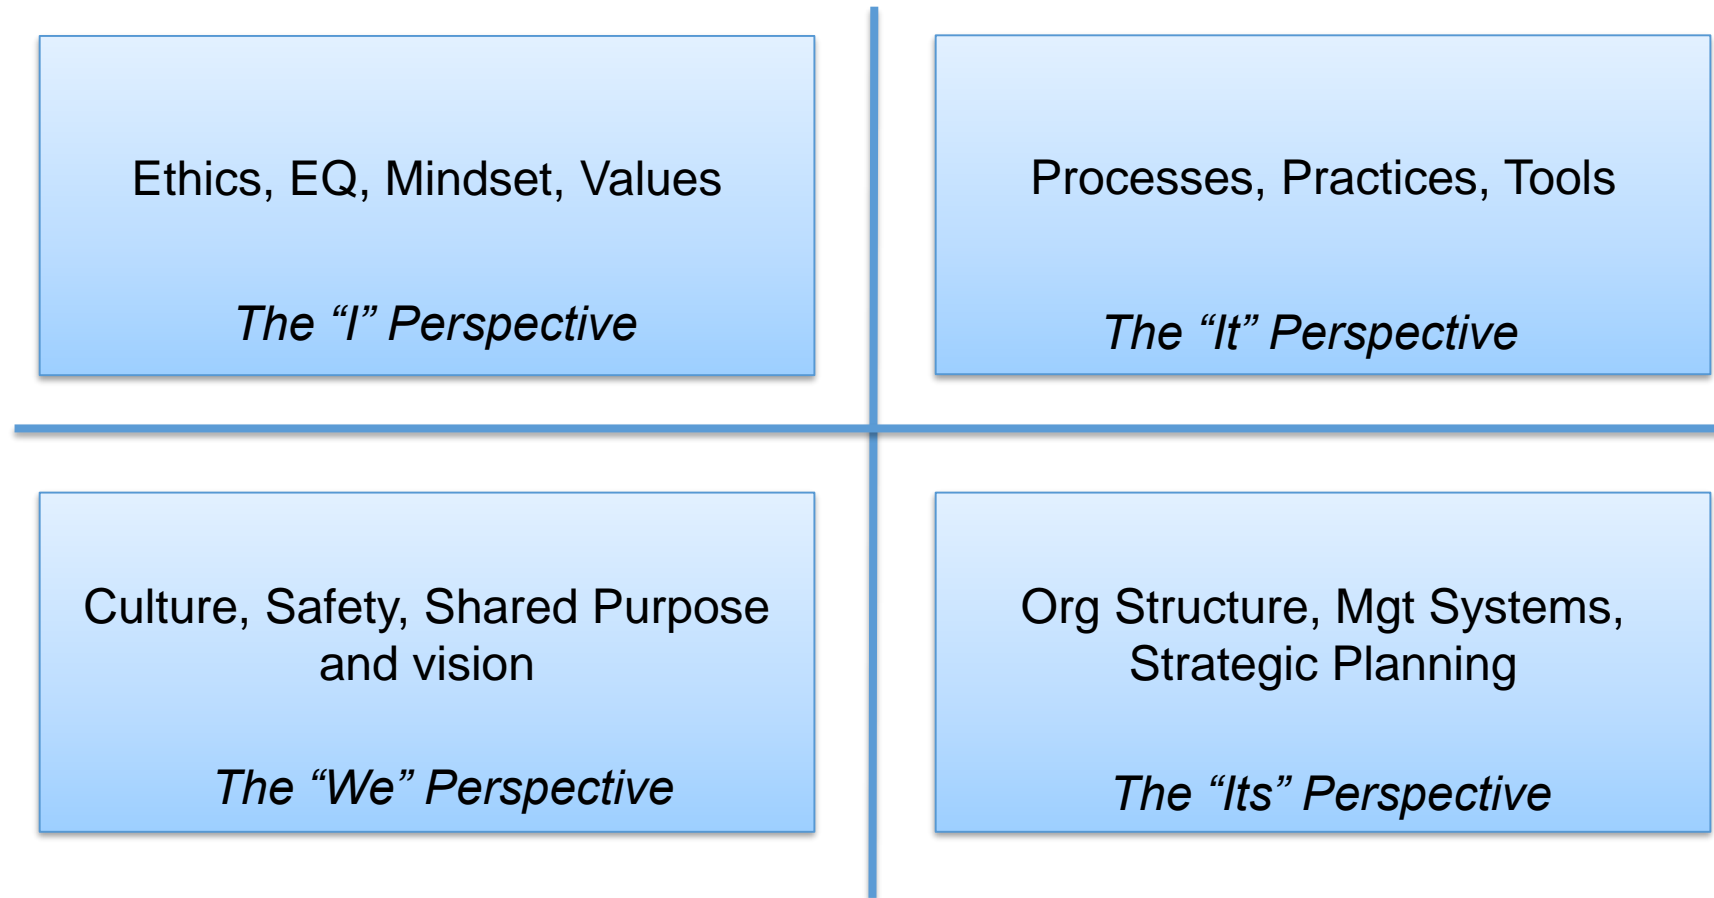 Ethics, EQ, Mindset, Values
The “I” Perspective
Processes, Practices, Tools
The “It” Perspective
Culture, Safety, Shared Purpose
and vision
The “We” Perspective
Org Structure, Mgt Systems,
Strategic Planning
The “Its” Perspective